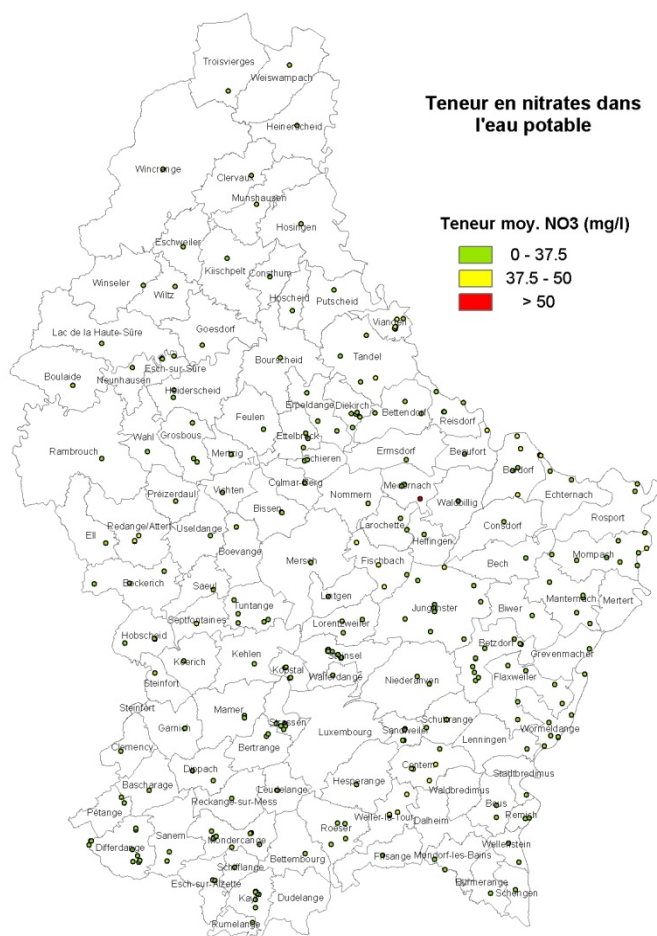 Troisvierges
Weiswampach
Teneur en nitrates dans
l'eau potable
Heinerscheid
Wincrange
Clervaux
Munshausen
Teneur moy. NO3 (mg/l)
Hosingen
0 - 37.5
Eschweiler
37.5 - 50
Kiischpelt
Consthum
> 50
Winseler
Wiltz
Hoscheid
Putscheid
Vianden
Lac de la Haute-Sûre
Goesdorf
Tandel
Esch-sur-Sûre
Bourscheid
Boulaide
Neunhausen
Heiderscheid
Erpeldange
Diekirch
Bettendorf
Reisdorf
Feulen
Wahl
Grosbous
Ettelbruck
Rambrouch
Mertzig
Schieren
Ermsdorf
Beaufort
Berdorf
Colmar-Berg
Medernach
Echternach
Préizerdaul
Vichten
Nommern
Waldbillig
Rosport
Bissen
Larochette
Consdorf
Ell
Redange/Attert
Useldange
Heffingen
Boevange
Mompach
Mersch
Fischbach
Bech
Beckerich
Saeul
Lintgen
Manternach
Mertert
Tuntange
Junglinster
Biwer
Septfontaines
Lorentzweiler
Hobscheid
Betzdorf
Grevenmacher
Koerich
Kehlen
Steinsel
Kopstal
Walferdange
Niederanven
Flaxweiler
Steinfort
Steinfort
Mamer
Strassen
Schuttrange
Garnich
Luxembourg
Sandweiler
Wormeldange
Clemency
Bertrange
Lenningen
Contern
Dippach
Hesperange
Stadtbredimus
Bascharage
Leudelange
Waldbredimus
Reckange-sur-Mess
Pétange
Bous
Weiler-la-Tour
Dalheim
Remich
Roeser
Differdange
Sanem
Mondercange
Wellenstein
Bettembourg
Frisange
Mondorf-les-Bains
Schifflange
Esch-sur-Alzette
Burmerange
Kayl
Dudelange
Schengen
Rumelange